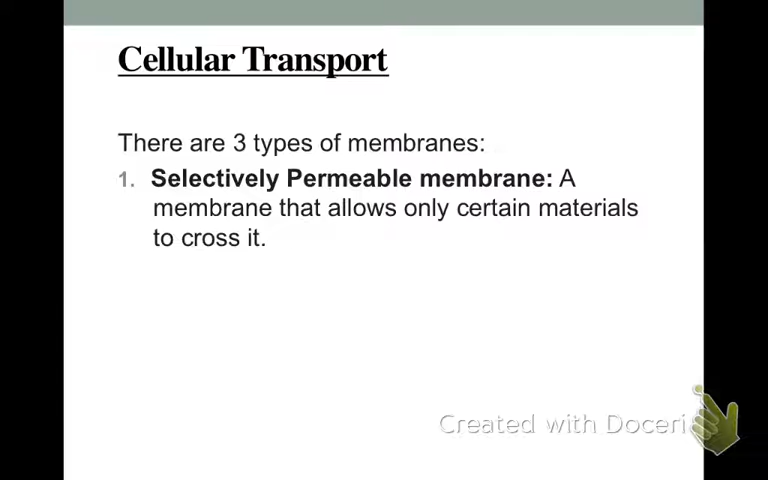 Cellular Transport
There are 3 types of membranes:
1. Selectively Permeable membrane: A
membrane that allows only certain materials
to cross it.
Created with Doceri